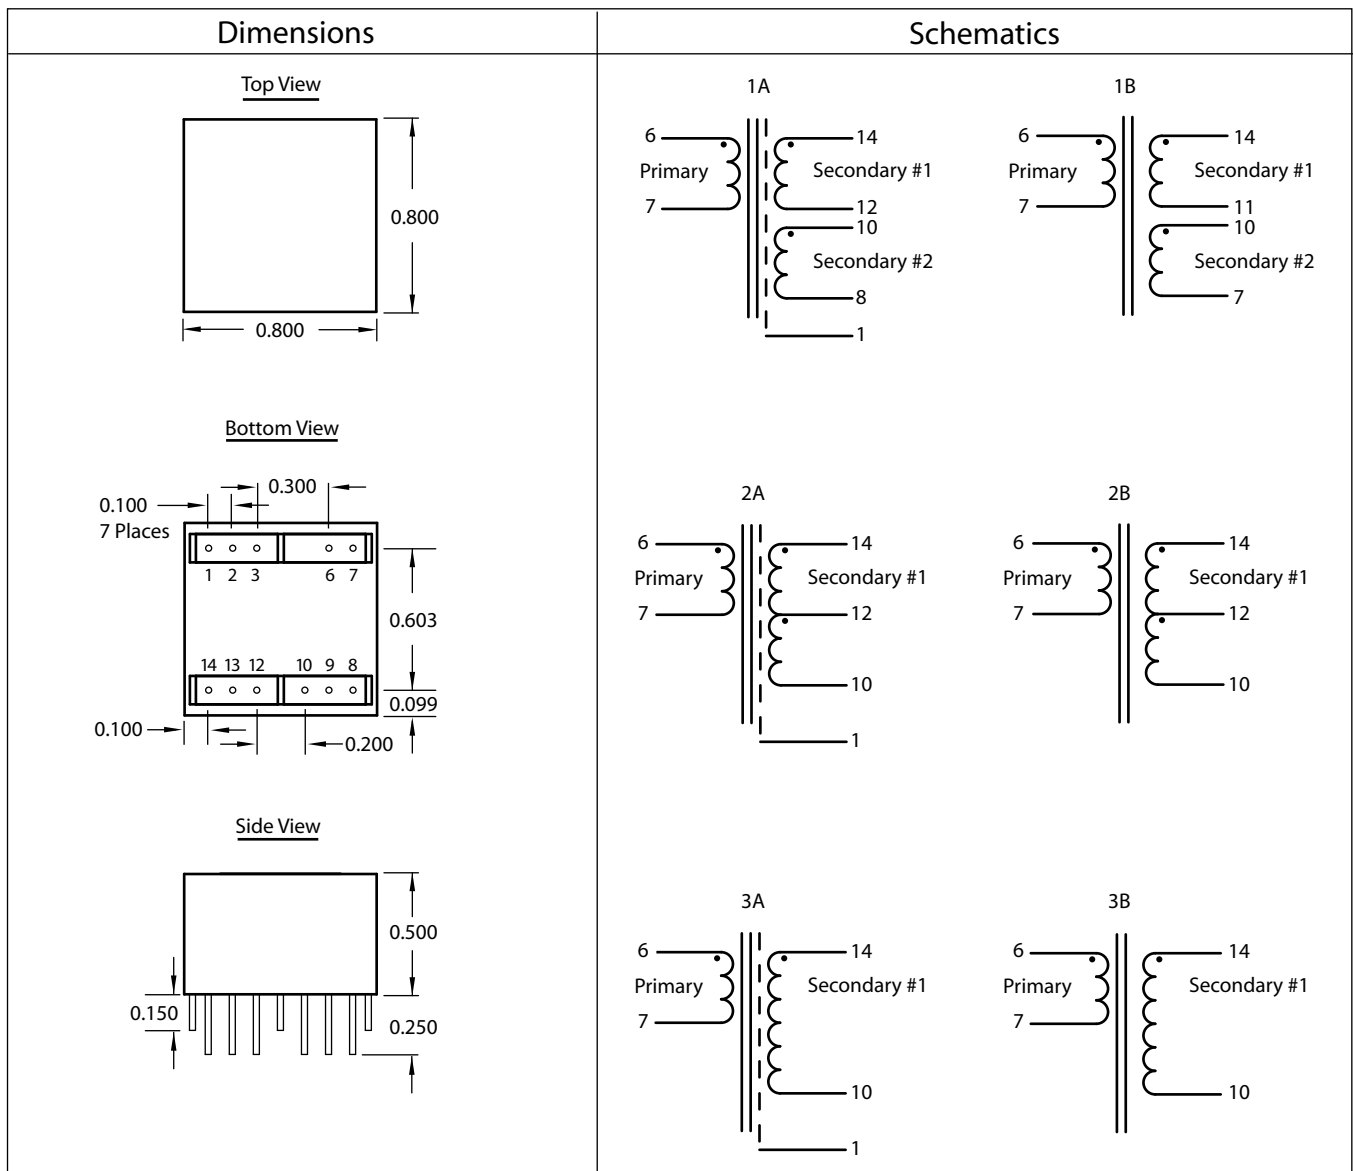 Dimensions
Top View
0.800
0.800
Bottom View
0.300
0.100
7 Places
1 2 3 6 7
0.603
14 13 12 10 9 8
0.099
0.100
0.200
Side View
0.500
0.150
0.250
Schematics
1A
6
14
Primary
Secondary #1
7
12
10
Secondary #2
8
1
1B
6
14
Primary
Secondary #1
7
11
10
Secondary #2
7
2A
6
14
Primary
Secondary #1
7
12
10
1
2B
6
14
Primary
Secondary #1
7
12
10
3A
6
14
Primary
Secondary #1
7
10
1
3B
6
14
Primary
Secondary #1
7
10